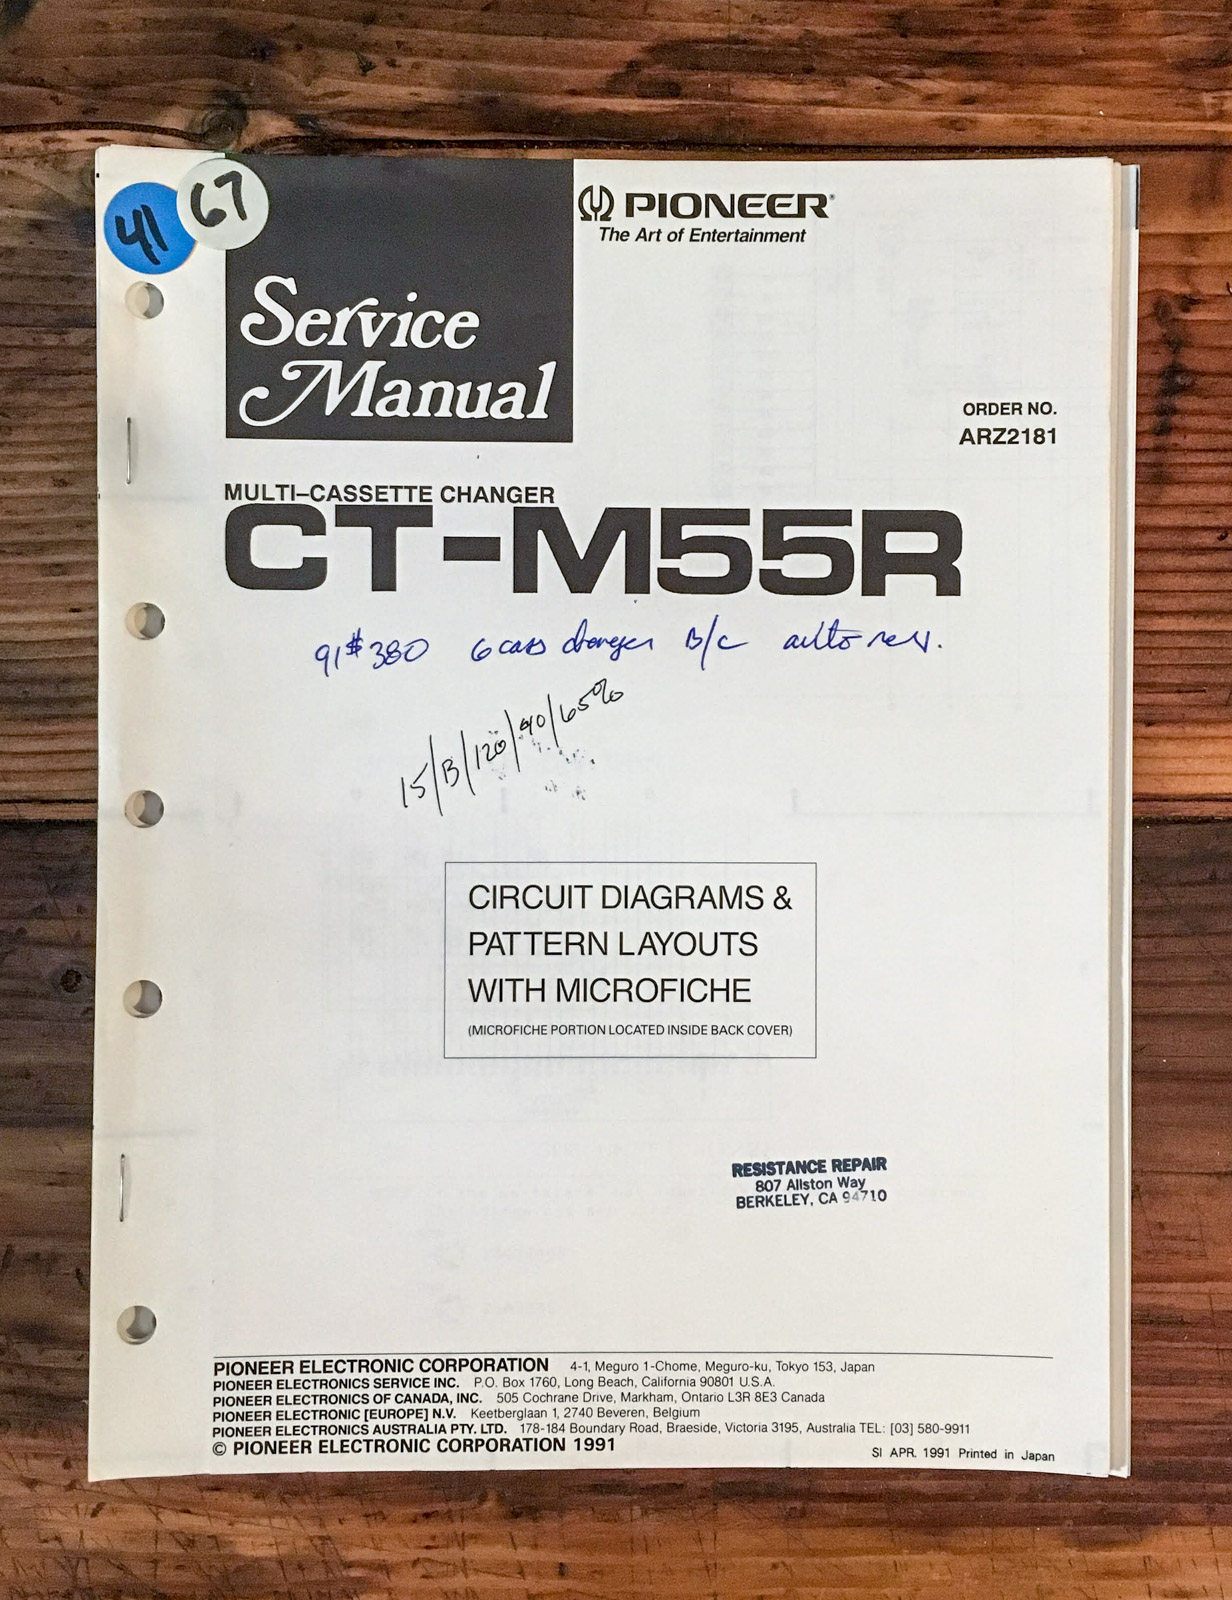 41
67
PIONEER®
The Art of Entertainment
Service
Manual
ORDER NO.
ARZ2181
MULTI–CASSETTE CHANGER
CT-M55R
91 $380 6 cass changer B/C auto rev.
15/B/120/90/65%
CIRCUIT DIAGRAMS &
PATTERN LAYOUTS
WITH MICROFICHE
(MICROFICHE PORTION LOCATED INSIDE BACK COVER)
RESISTANCE REPAIR
807 Allston Way
BERKELEY, CA 94710
PIONEER ELECTRONIC CORPORATION 4-1, Meguro 1-Chome, Meguro-ku, Tokyo 153, Japan
PIONEER ELECTRONICS SERVICE INC. P.O. Box 1760, Long Beach, California 90801 U.S.A.
PIONEER ELECTRONICS OF CANADA, INC. 505 Cochrane Drive, Markham, Ontario L3R 8E3 Canada
PIONEER ELECTRONIC [EUROPE] N.V. Keetberglaan 1, 2740 Beveren, Belgium
PIONEER ELECTRONICS AUSTRALIA PTY. LTD. 178-184 Boundary Road, Braeside, Victoria 3195, Australia TEL: [03] 580-9911
© PIONEER ELECTRONIC CORPORATION 1991
SI APR. 1991 Printed in Japan